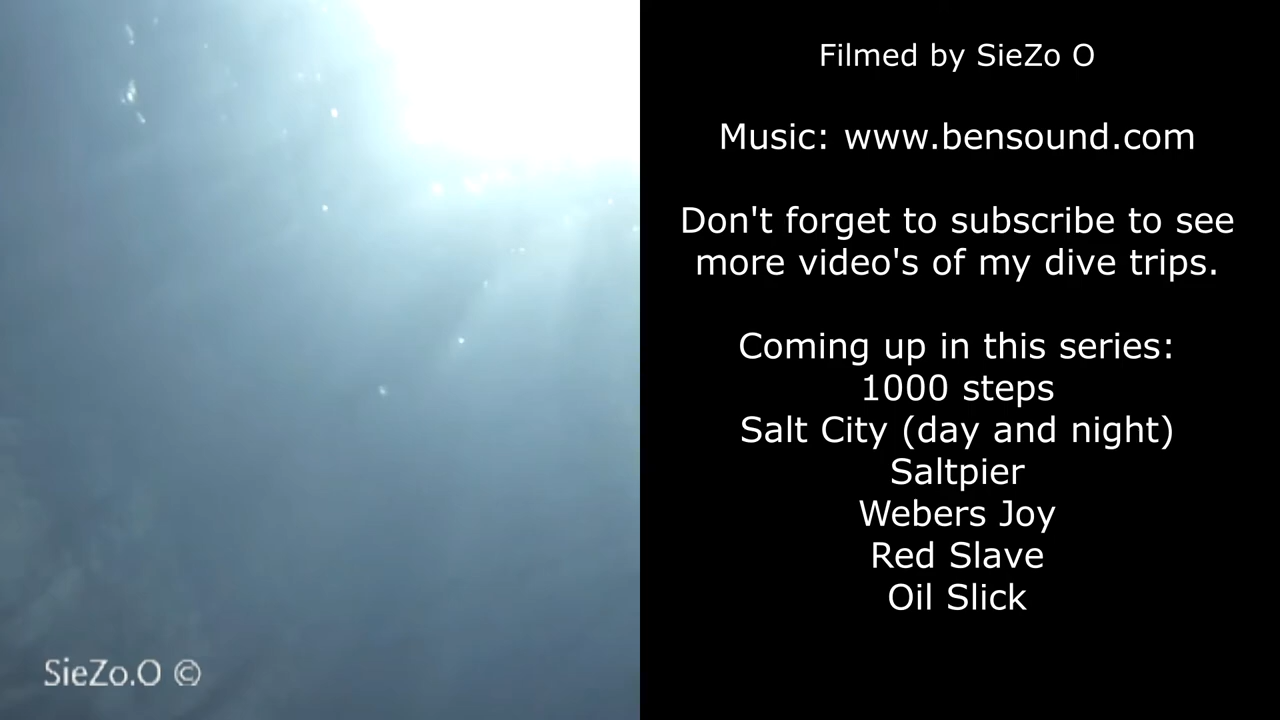 Filmed by SieZo O
Music: www.bensound.com
Don't forget to subscribe to see
more video's of my dive trips.
Coming up in this series:
1000 steps
Salt City (day and night)
Saltpier
Webers Joy
Red Slave
Oil Slick
SieZo.O ©